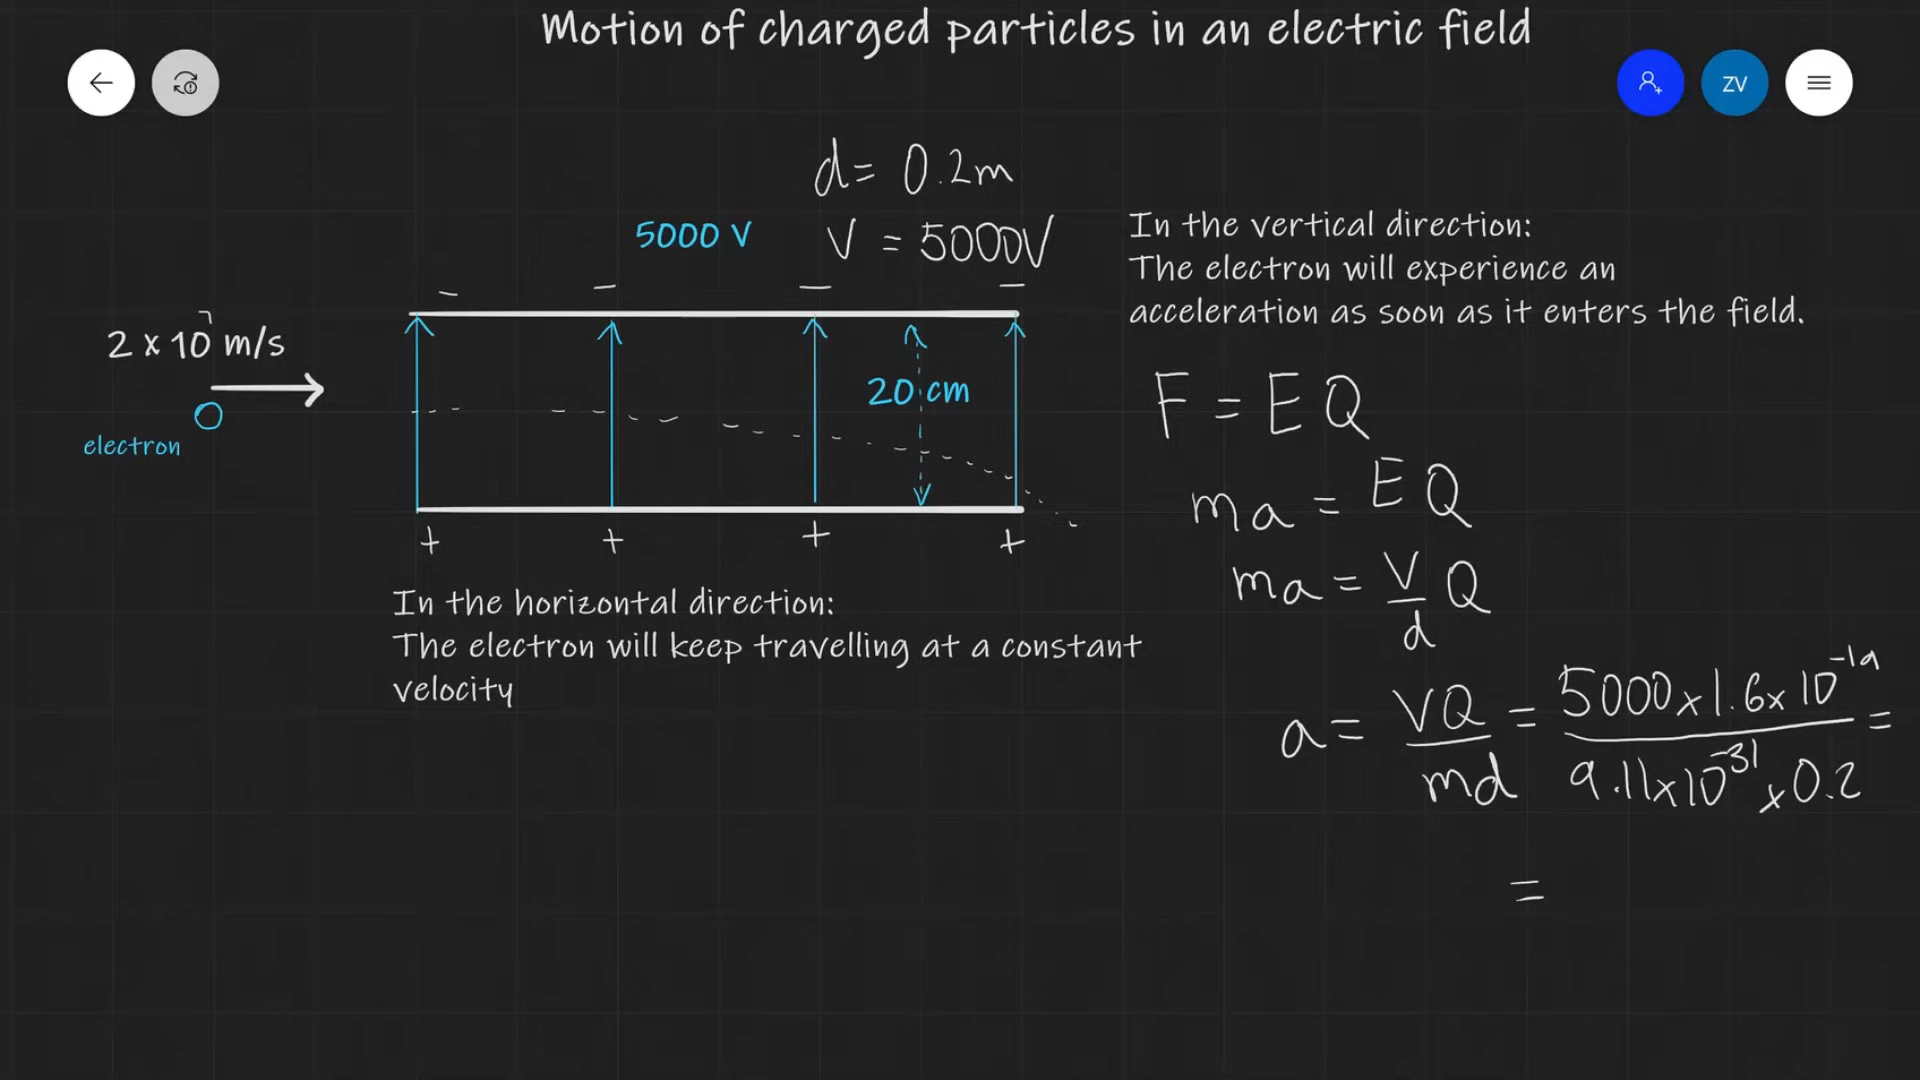 Motion of charged particles in an electric field
ZV
d = 0.2m
5000 V
V = 5000V
− − − −
2 x 10⁷ m/s
electron
20 cm
+ + + +
In the horizontal direction:
The electron will keep travelling at a constant
velocity
In the vertical direction:
The electron will experience an
acceleration as soon as it enters the field.
F = EQ
ma = EQ
ma = V/d Q
a = VQ/md = 5000 x 1.6 x 10⁻¹⁹ / 9.11 x 10⁻³¹ x 0.2 =
=